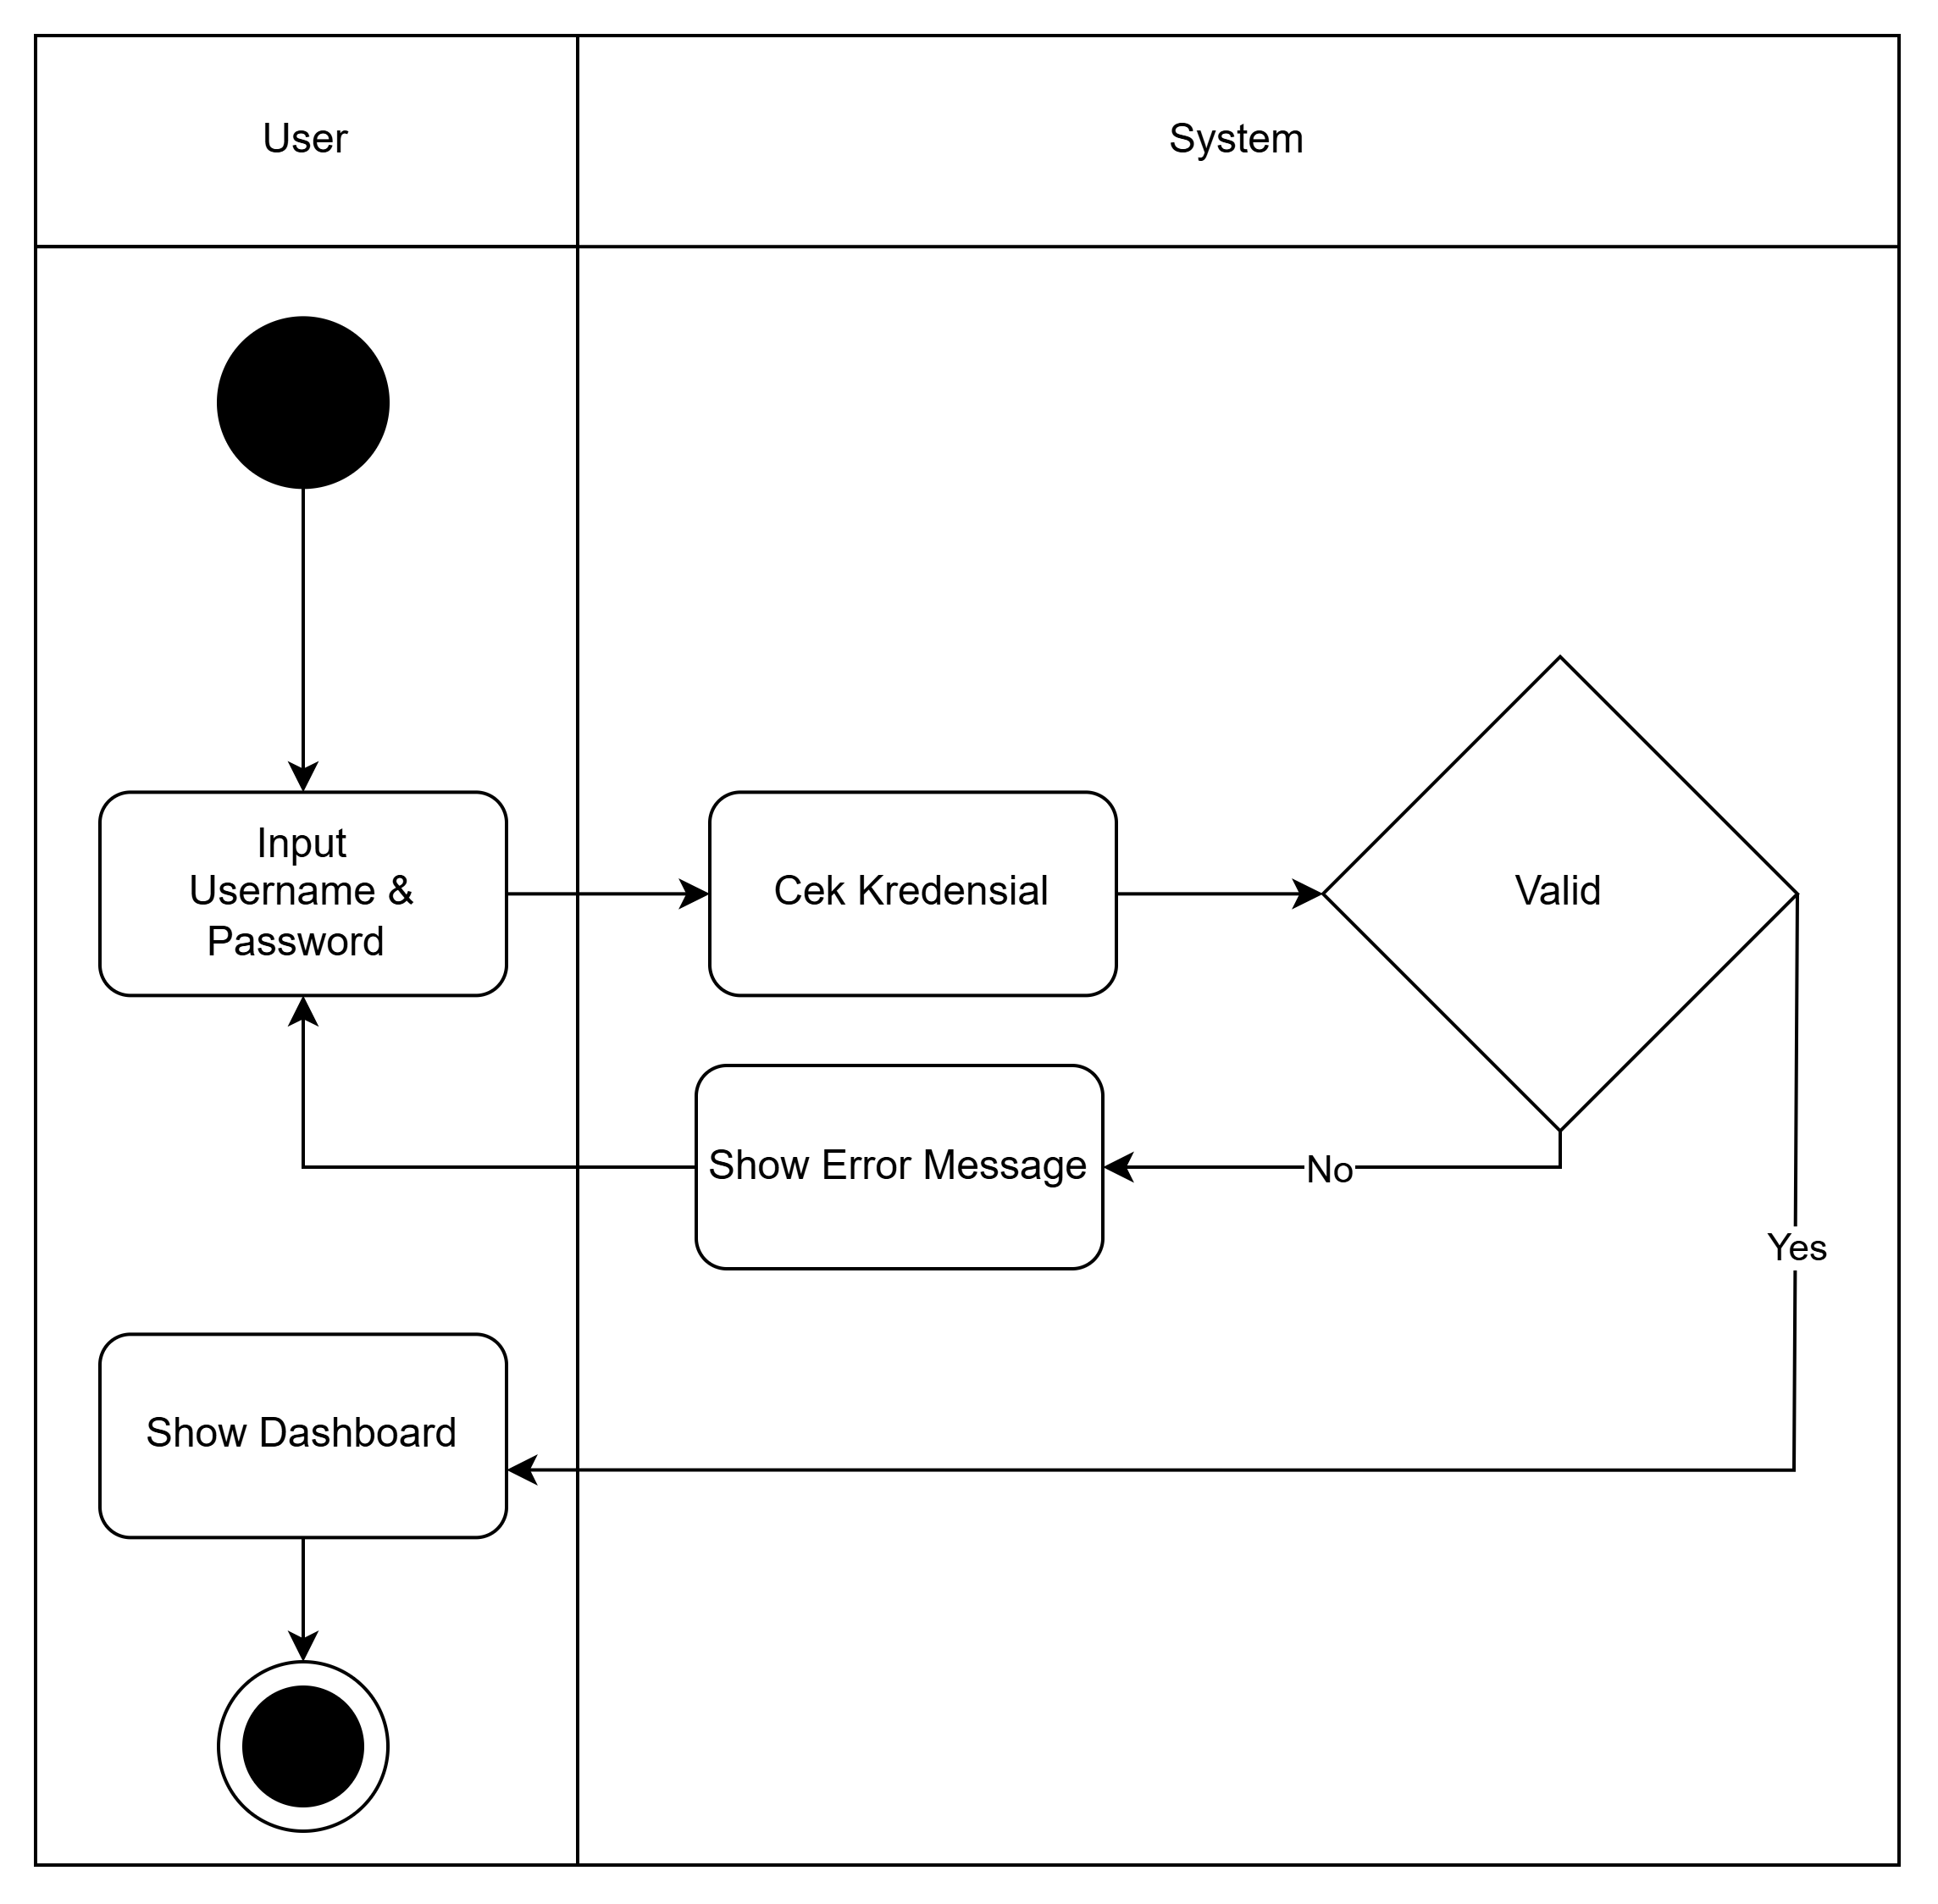 User
System
Input
Username &
Password
Cek Kredensial
Valid
Show Error Message
No
Yes
Show Dashboard